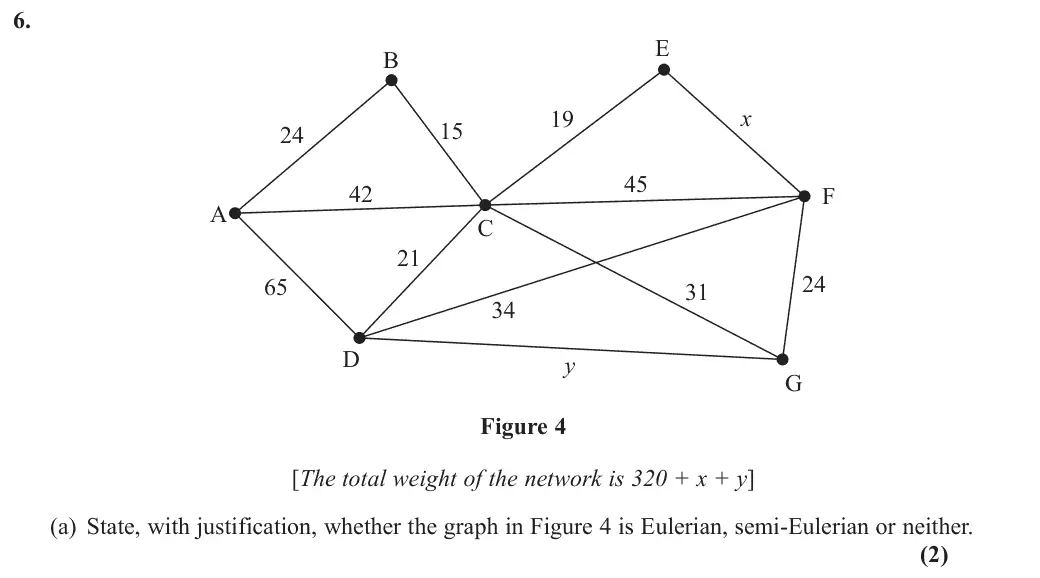 6.
E
B
x
19
24
15
45
42
F
A
C
21
24
65
31
34
D
y
G
Figure 4
[The total weight of the network is 320 + x + y]
(a) State, with justification, whether the graph in Figure 4 is Eulerian, semi-Eulerian or neither.
(2)